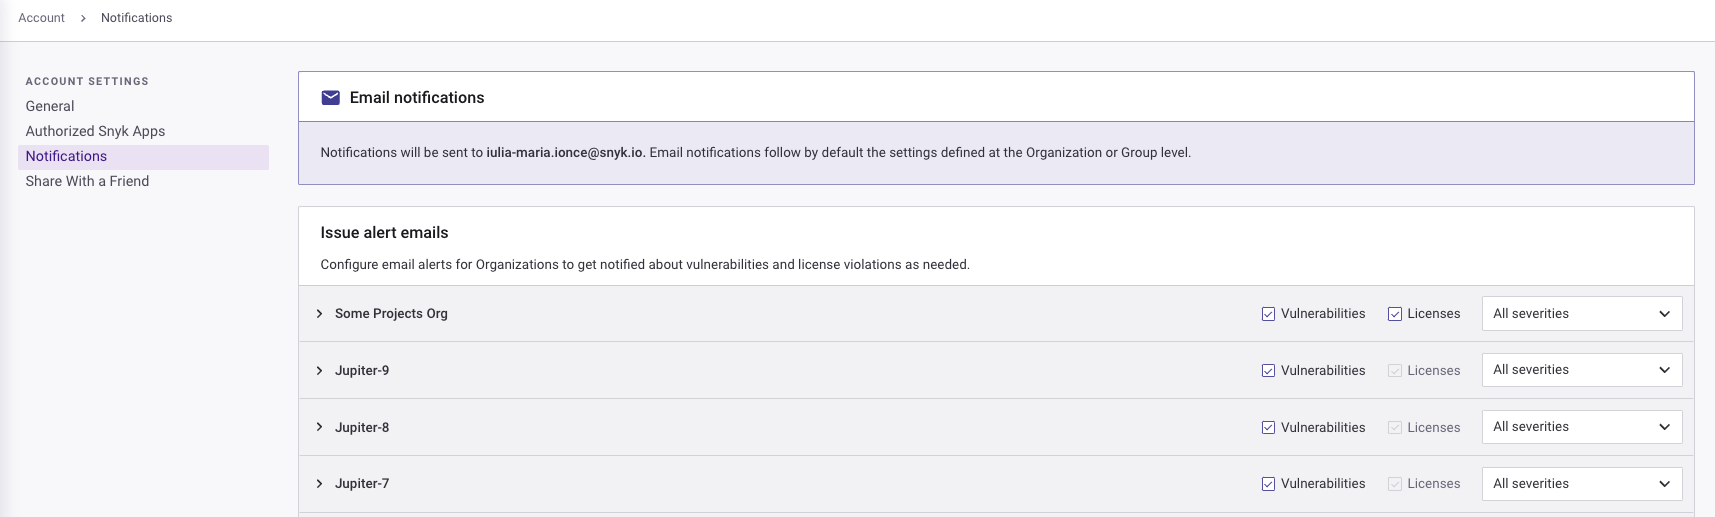 Account > Notifications
ACCOUNT SETTINGS
General
Authorized Snyk Apps
Notifications
Share With a Friend
Email notifications
Notifications will be sent to iulia-maria.ionce@snyk.io. Email notifications follow by default the settings defined at the Organization or Group level.
Issue alert emails
Configure email alerts for Organizations to get notified about vulnerabilities and license violations as needed.
Some Projects Org Vulnerabilities Licenses All severities
Jupiter-9 Vulnerabilities Licenses All severities
Jupiter-8 Vulnerabilities Licenses All severities
Jupiter-7 Vulnerabilities Licenses All severities